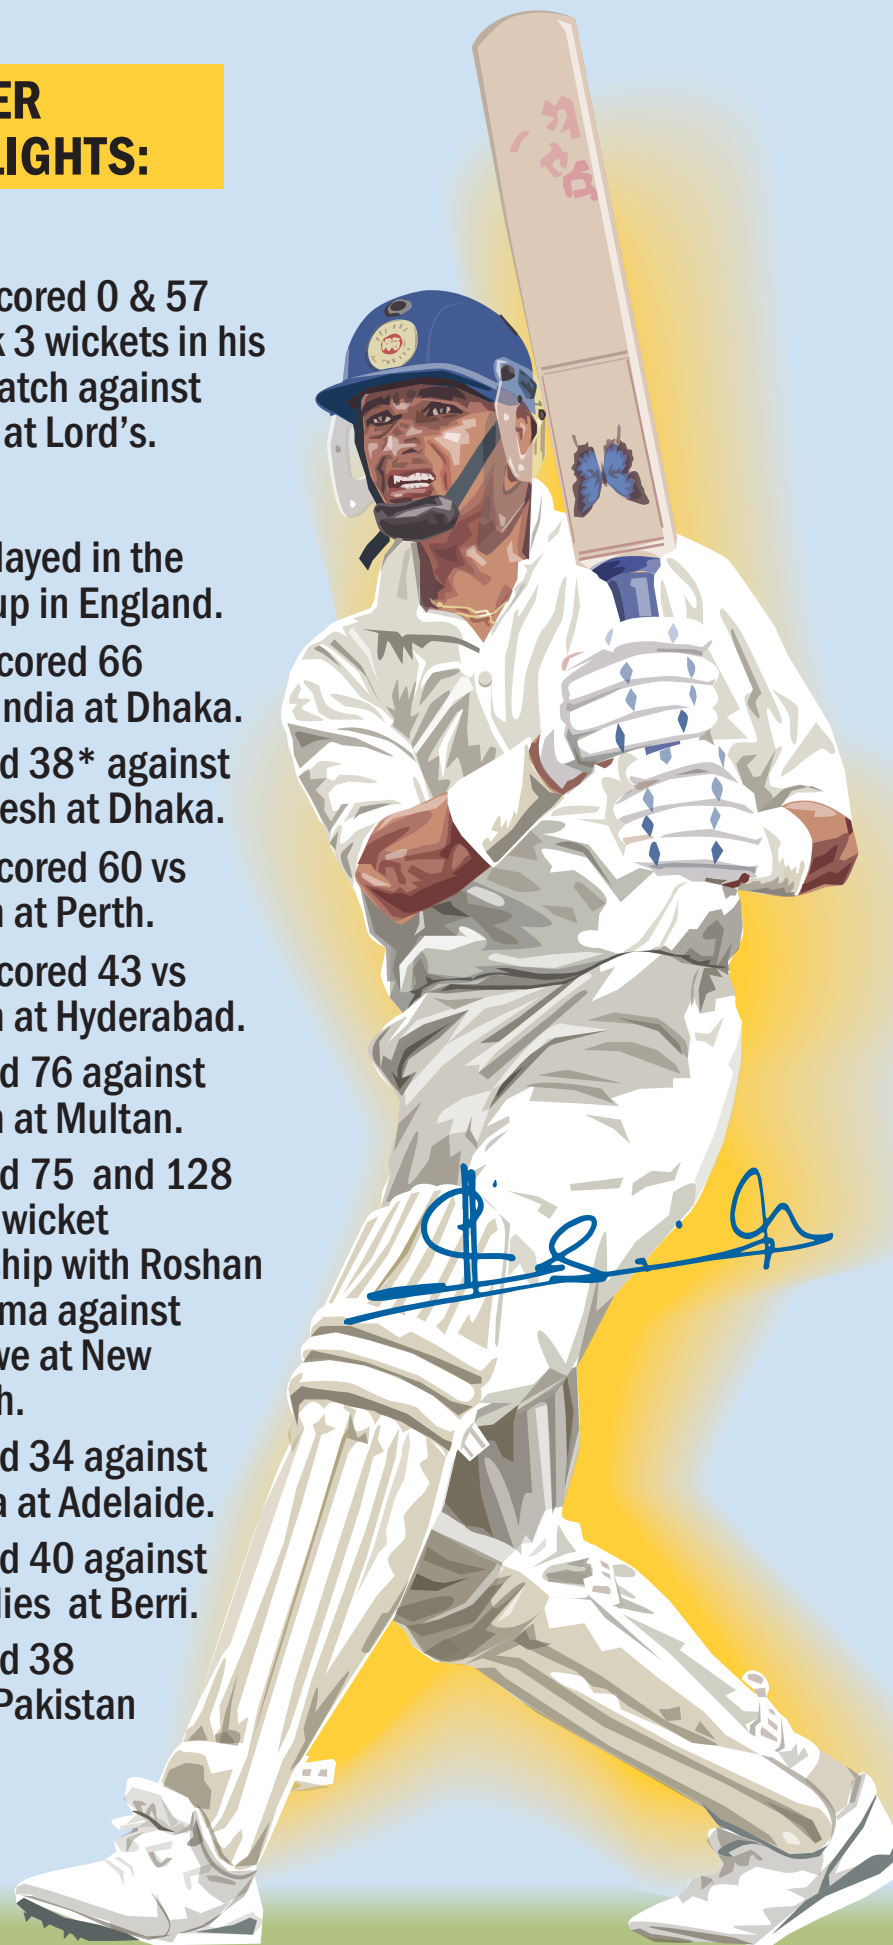 ER
LIGHTS:
cored 0 & 57
k 3 wickets in his
atch against
at Lord's.
layed in the
up in England.
cored 66
ndia at Dhaka.
d 38* against
esh at Dhaka.
cored 60 vs
n at Perth.
cored 43 vs
n at Hyderabad.
d 76 against
n at Multan.
d 75 and 128
wicket
ship with Roshan
ma against
we at New
h.
d 34 against
a at Adelaide.
d 40 against
lies at Berri.
d 38
Pakistan